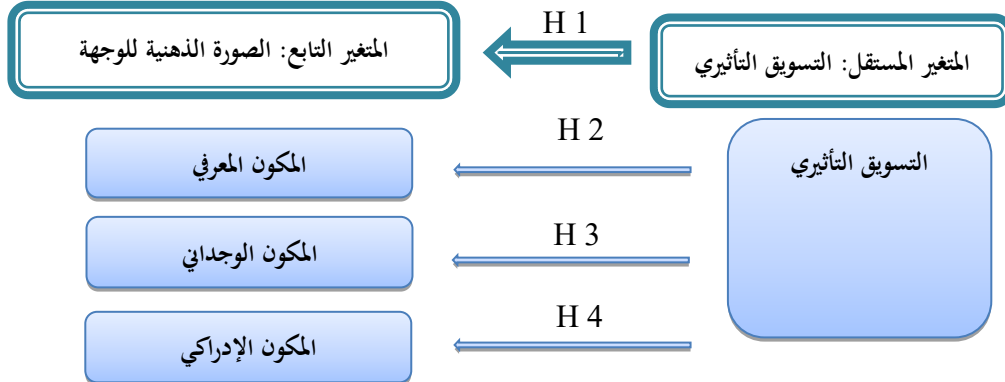 المتغير المستقل: التسويق التأثيري
H 1
المتغير التابع: الصورة الذهنية للوجهة
التسويق التأثيري
H 2
المكون المعرفي
H 3
المكون الوجداني
H 4
المكون الإدراكي